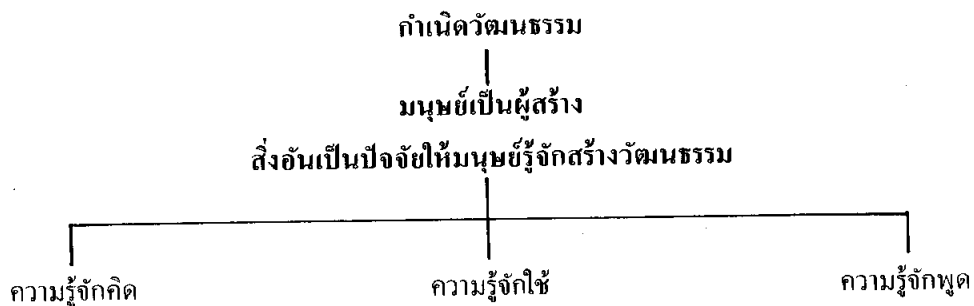 กำเนิดวัฒนธรรม
มนุษย์เป็นผู้สร้าง
สิ่งอันเป็นปัจจัยให้มนุษย์รู้จักสร้างวัฒนธรรม
ความรู้จักคิด ความรู้จักใช้ ความรู้จักพูด